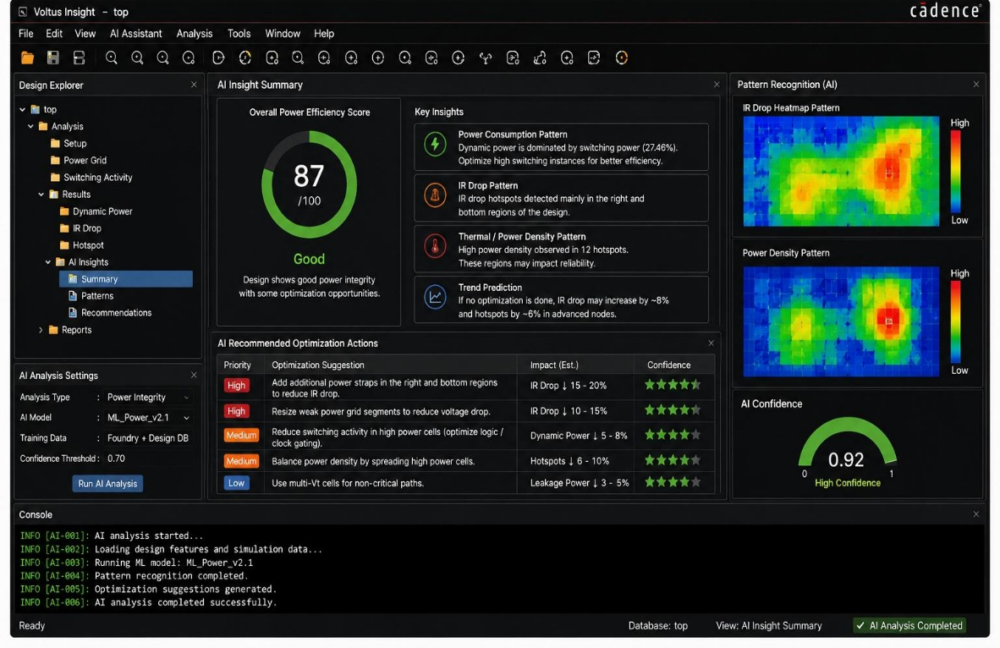 Voltus Insight - top
cādence
File Edit View AI Assistant Analysis Tools Window Help
Design Explorer
top
Analysis
Setup
Power Grid
Switching Activity
Results
Dynamic Power
IR Drop
Hotspot
AI Insights
Summary
Patterns
Recommendations
Reports
AI Analysis Settings
Analysis Type : Power Integrity
AI Model : ML_Power_v2.1
Training Data : Foundry + Design DB
Confidence Threshold : 0.70
Run AI Analysis
AI Insight Summary
Overall Power Efficiency Score
87
/100
Good
Design shows good power integrity
with some optimization opportunities.
Key Insights
Power Consumption Pattern
Dynamic power is dominated by switching power (27.46%).
Optimize high switching instances for better efficiency.
IR Drop Pattern
IR drop hotspots detected mainly in the right and
bottom regions of the design.
Thermal / Power Density Pattern
High power density observed in 12 hotspots.
These regions may impact reliability.
Trend Prediction
If no optimization is done, IR drop may increase by ~8%
and hotspots by ~6% in advanced nodes.
AI Recommended Optimization Actions
Priority Optimization Suggestion Impact (Est.) Confidence
High Add additional power straps in the right and bottom regions
to reduce IR drop. IR Drop ↓ 15 - 20%
High Resize weak power grid segments to reduce voltage drop. IR Drop ↓ 10 - 15%
Medium Reduce switching activity in high power cells (optimize logic /
clock gating). Dynamic Power ↓ 5 - 8%
Medium Balance power density by spreading high power cells. Hotspots ↓ 6 - 10%
Low Use multi-Vt cells for non-critical paths. Leakage Power ↓ 3 - 5%
Pattern Recognition (AI)
IR Drop Heatmap Pattern
High
Low
Power Density Pattern
High
Low
AI Confidence
0.92
0 1
High Confidence
Console
INFO [AI-001]: AI analysis started...
INFO [AI-002]: Loading design features and simulation data...
INFO [AI-003]: Running ML model: ML_Power_v2.1
INFO [AI-004]: Pattern recognition completed.
INFO [AI-005]: Optimization suggestions generated.
INFO [AI-006]: AI analysis completed successfully.
Ready
Database: top View: AI Insight Summary ✓ AI Analysis Completed